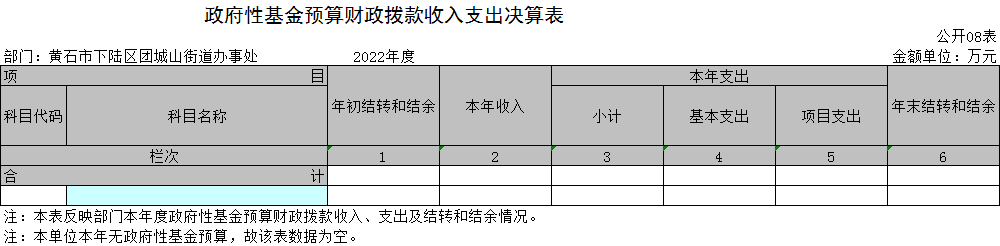 政府性基金预算财政拨款收入支出决算表
公开08表
部门：黄石市下陆区团城山街道办事处 2022年度 金额单位：万元
项 目 年初结转和结余 本年收入 本年支出 年末结转和结余
科目代码 科目名称 小计 基本支出 项目支出
栏次 1 2 3 4 5 6
合 计
注：本表反映部门本年度政府性基金预算财政拨款收入、支出及结转和结余情况。
注：本单位本年无政府性基金预算，故该表数据为空。